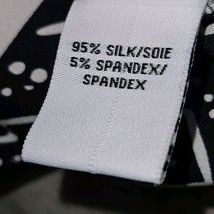 95% SILK/SOIE
5% SPANDEX/
SPANDEX